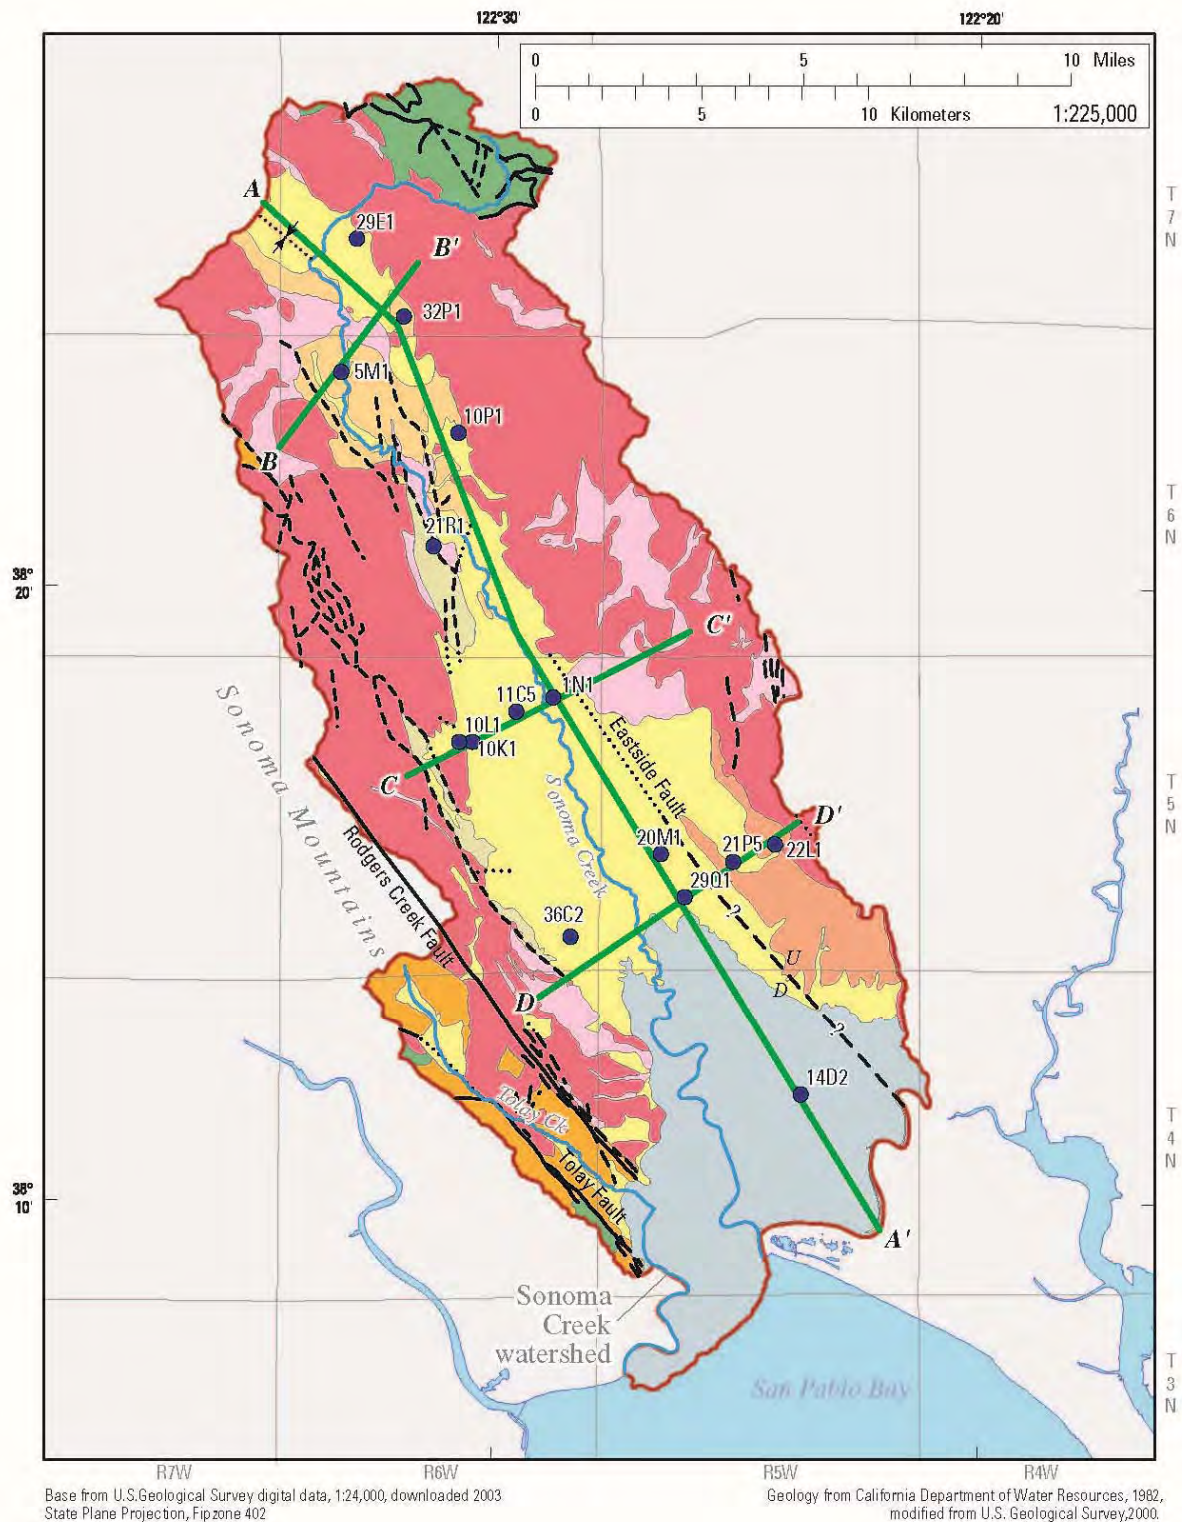 122°30'
122°20'
0 5 10 Miles
0 5 10 Kilometers 1:225,000
T
7
N
A
29E1
B'
32P1
5M1
10P1
B
T
6
N
21R1
38°
20'
C'
1N1
11C5
10L1
10K1
C
Eastside Fault
Sonoma Mountains
Sonoma Creek
T
5
N
D'
20M1
21P5
22L1
Rodgers Creek Fault
29Q1
?
36C2
U
D
D
?
14D2
T
4
N
Tolay Ck
Tolay Fault
38°
10'
A'
Sonoma
Creek
watershed
San Pablo Bay
T
3
N
R7W R6W R5W R4W
Base from U.S.Geological Survey digital data, 1:24,000, downloaded 2003
State Plane Projection, Fipzone 402
Geology from California Department of Water Resources, 1982,
modified from U.S. Geological Survey,2000.